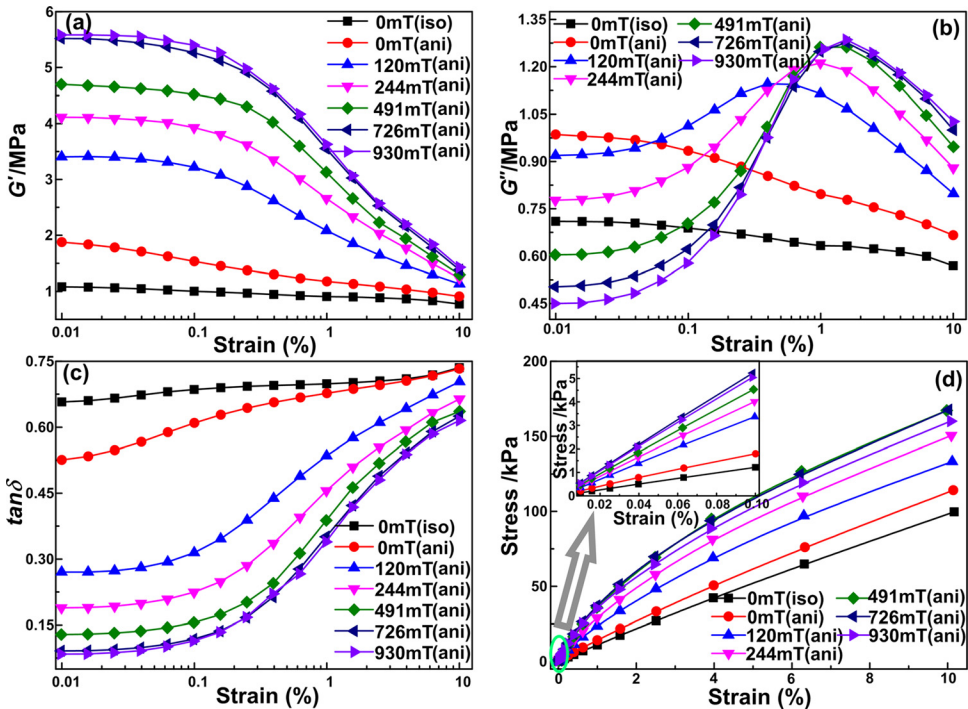 (a)
0mT(iso)
0mT(ani)
120mT(ani)
244mT(ani)
491mT(ani)
726mT(ani)
930mT(ani)
G'/MPa
6
5
4
3
2
1
0.01 0.1 1 10
Strain (%)
(b)
0mT(iso)
0mT(ani)
120mT(ani)
244mT(ani)
491mT(ani)
726mT(ani)
930mT(ani)
G''/MPa
1.35
1.20
1.05
0.90
0.75
0.60
0.45
0.01 0.1 1 10
Strain (%)
(c)
0mT(iso)
0mT(ani)
120mT(ani)
244mT(ani)
491mT(ani)
726mT(ani)
930mT(ani)
tanδ
0.75
0.60
0.45
0.30
0.15
0.01 0.1 1 10
Strain (%)
(d)
Stress /kPa
200
150
100
50
0
0 2 4 6 8 10
Strain (%)
Stress /kPa
5
4
3
2
1
0
0.02 0.04 0.06 0.08 0.10
Strain (%)
0mT(iso)
0mT(ani)
120mT(ani)
244mT(ani)
491mT(ani)
726mT(ani)
930mT(ani)